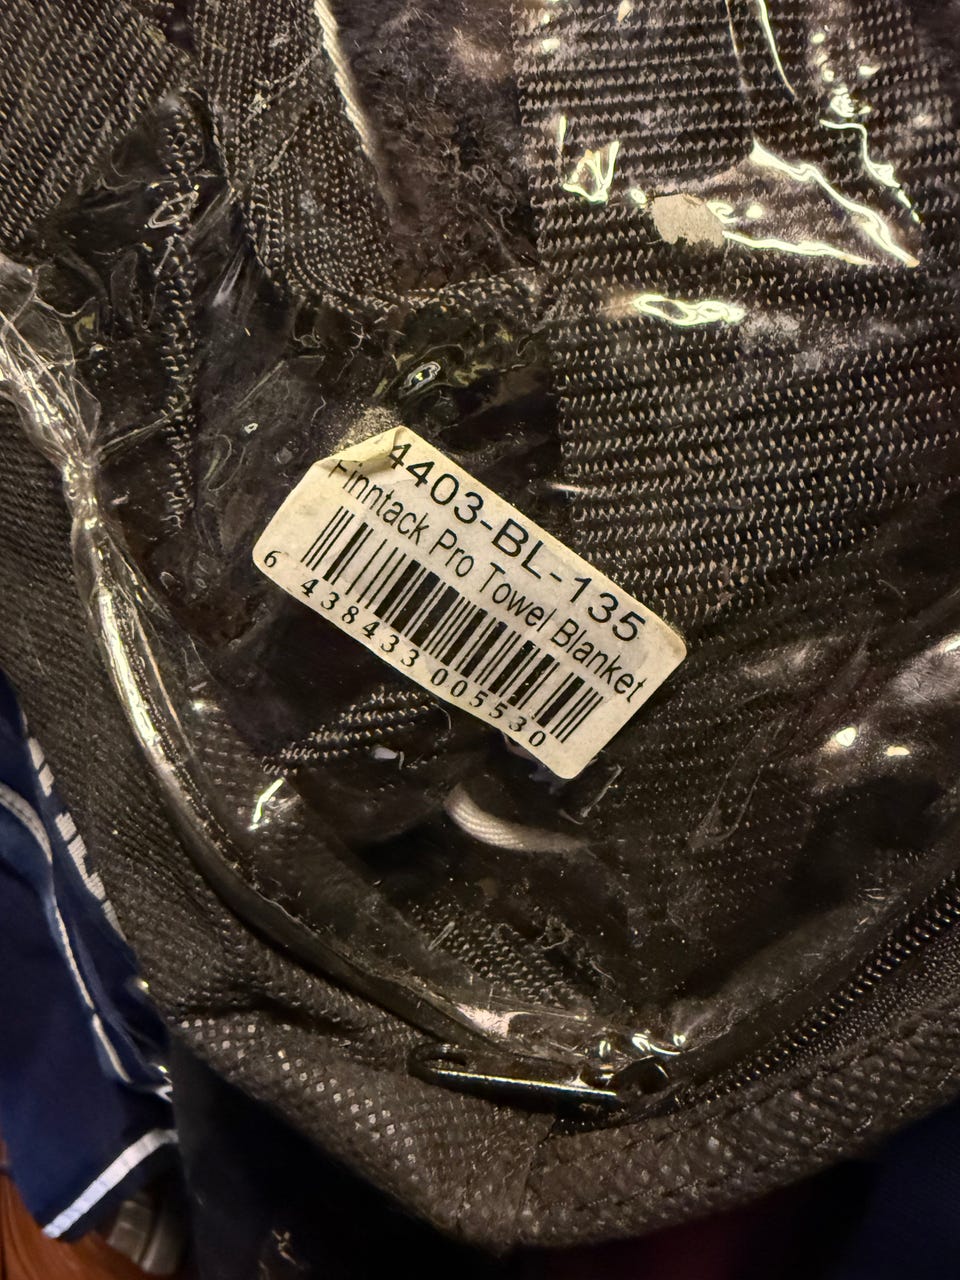 4403-BL-135
Finntack Pro Towel Blanket
6 438433 005530